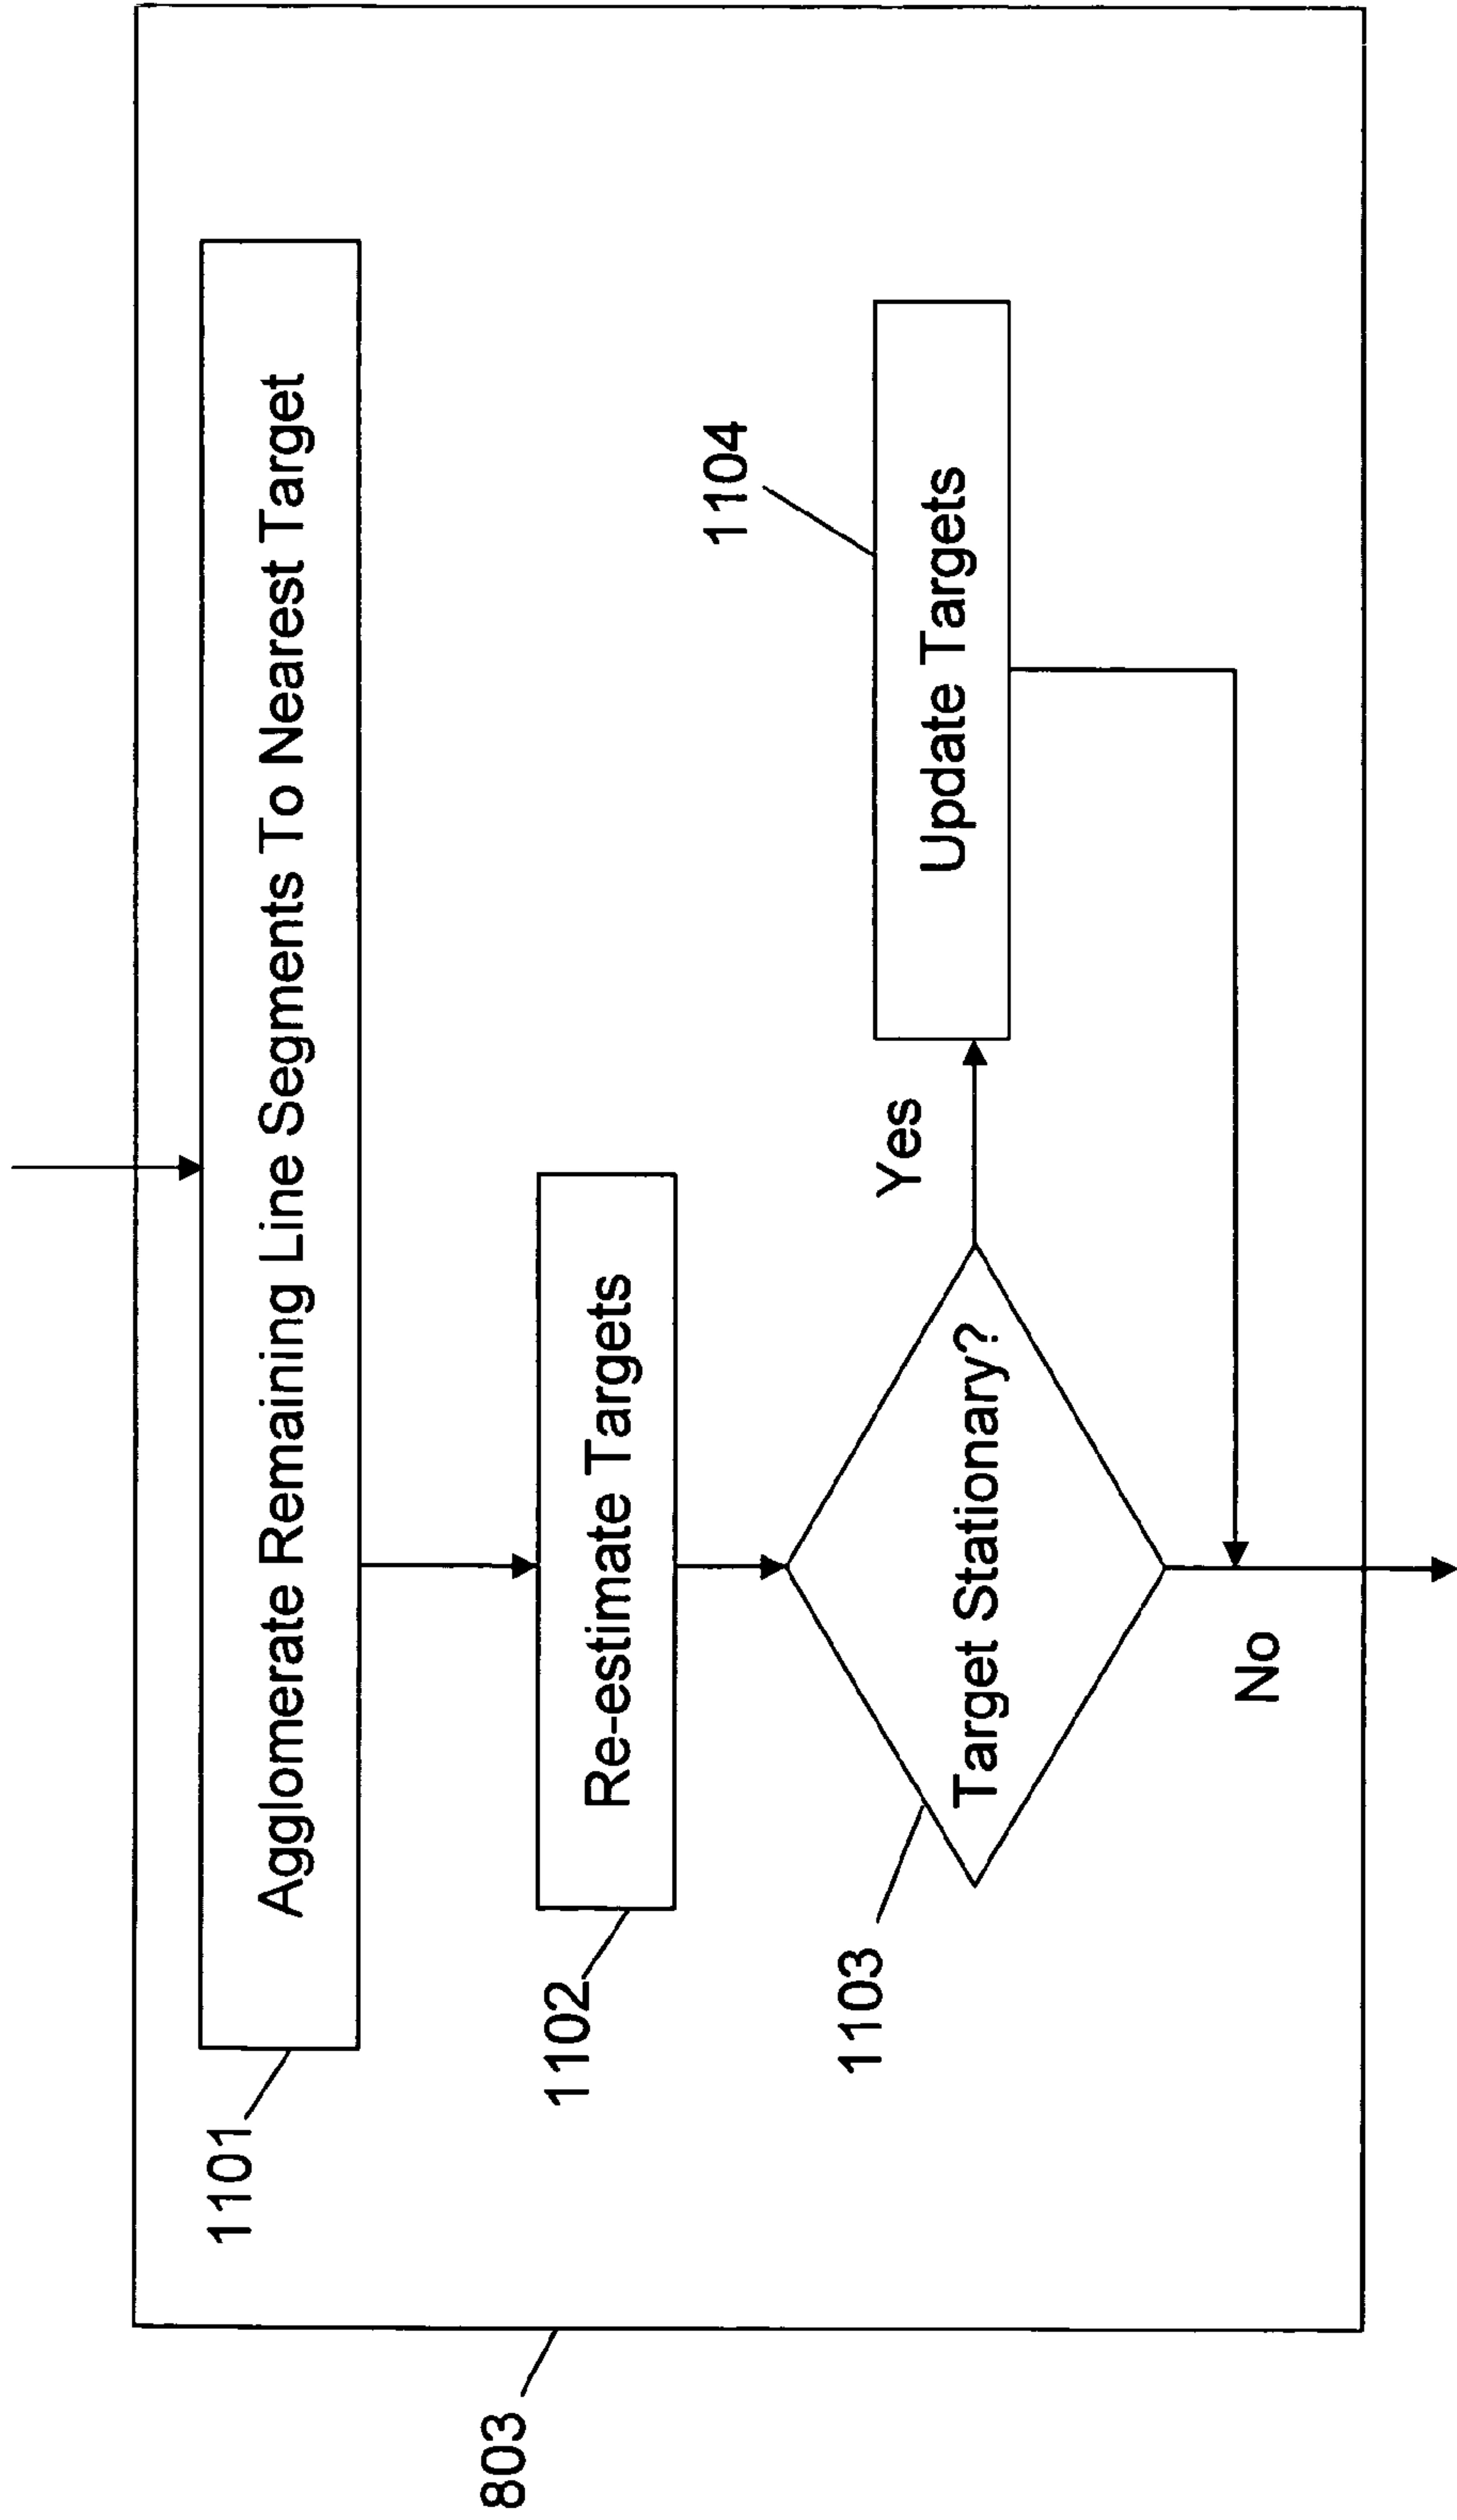 803
1101
Agglomerate Remaining Line Segments To Nearest Target
1102
Re-estimate Targets
1103
Target Stationary?
Yes
1104
Update Targets
No